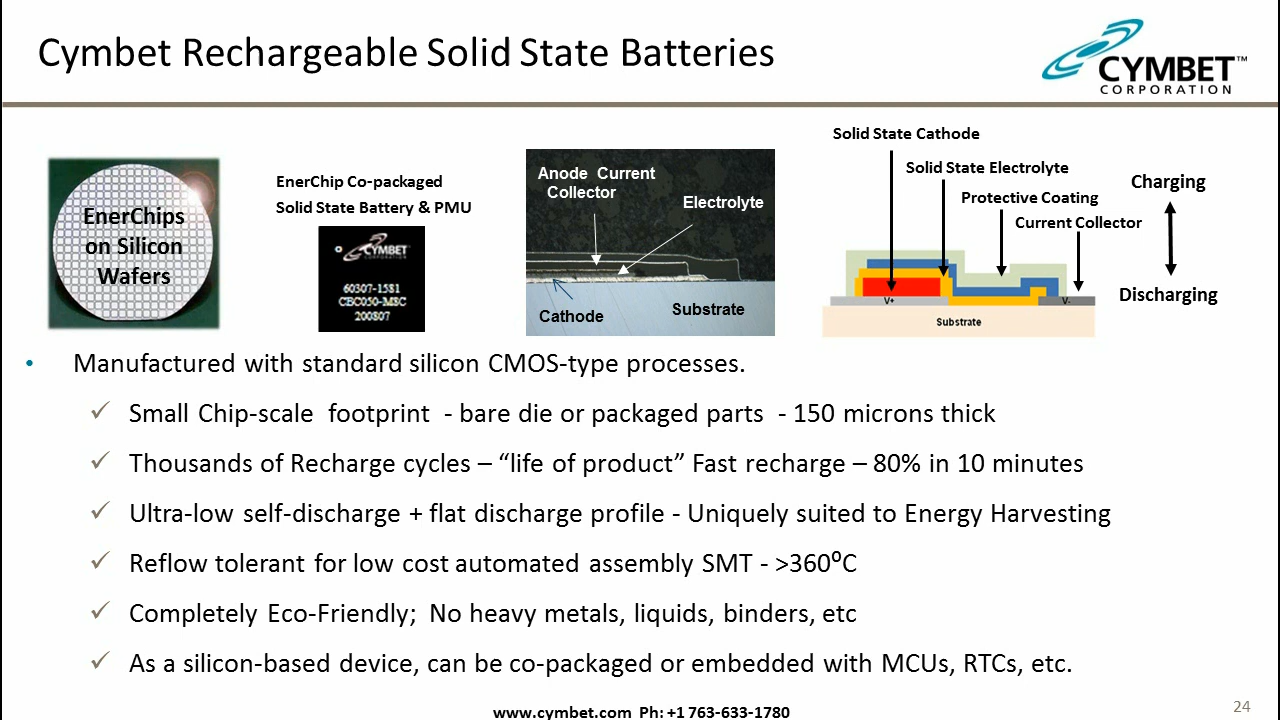 Cymbet Rechargeable Solid State Batteries
CYMBET™
CORPORATION
EnerChips
on Silicon
Wafers
EnerChip Co-packaged
Solid State Battery & PMU
CYMBET
CORPORATION
60307-1581
CBC050-M8C
200807
Anode Current
Collector
Electrolyte
Cathode
Substrate
Solid State Cathode
Solid State Electrolyte
Protective Coating
Current Collector
V+
V-
Substrate
Charging
Discharging
• Manufactured with standard silicon CMOS-type processes.
✓ Small Chip-scale footprint - bare die or packaged parts - 150 microns thick
✓ Thousands of Recharge cycles – “life of product” Fast recharge – 80% in 10 minutes
✓ Ultra-low self-discharge + flat discharge profile - Uniquely suited to Energy Harvesting
✓ Reflow tolerant for low cost automated assembly SMT - >360⁰C
✓ Completely Eco-Friendly; No heavy metals, liquids, binders, etc
✓ As a silicon-based device, can be co-packaged or embedded with MCUs, RTCs, etc.
www.cymbet.com Ph: +1 763-633-1780
24